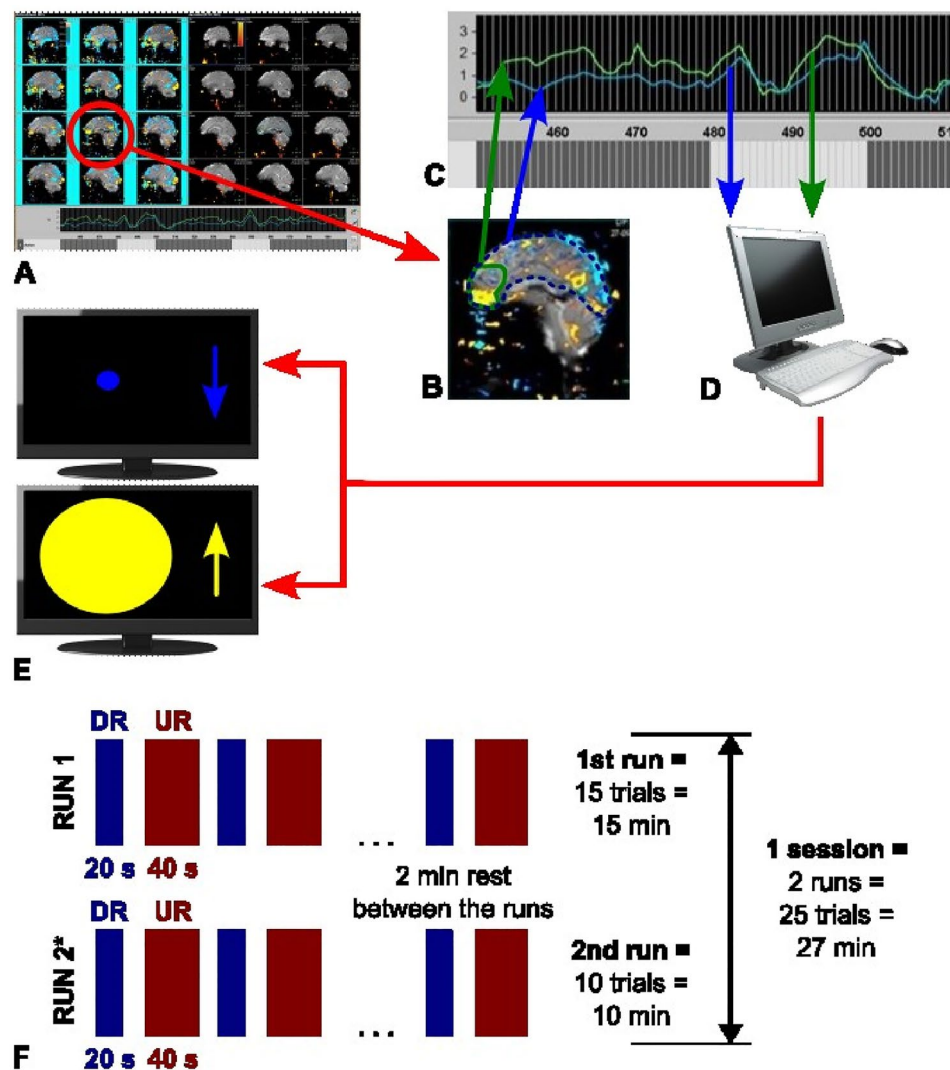 3
2
1
0
460 470 480 490 500
A
C
B
D
E
DR UR
RUN 1
20 s 40 s
1st run =
15 trials =
15 min
. . .
2 min rest
between the runs
1 session =
2 runs =
25 trials =
27 min
DR UR
RUN 2*
20 s 40 s
2nd run =
10 trials =
10 min
. . .
F